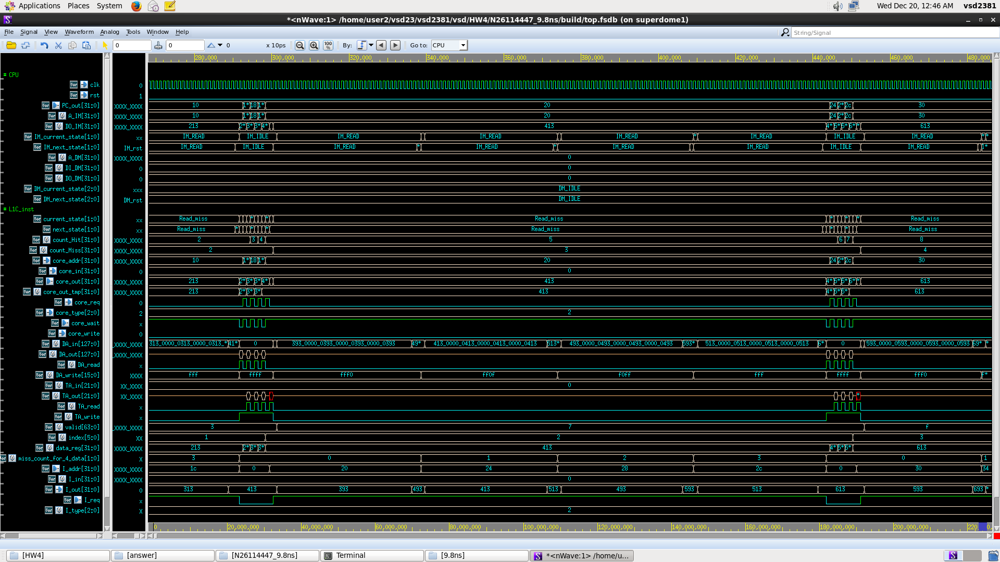 Applications Places System Wed Dec 20, 12:46 AM vsd2381
*<nWave:1> /home/user2/vsd23/vsd2381/vsd/HW4/N26114447_9.8ns/build/top.fsdb (on superdome1)
File Signal View Waveform Analog Tools Window Help String/Signal
0 0 0 x 10ps 100 % By: Go to: CPU
280,000 300,000 320,000 340,000 360,000 380,000 400,000 420,000 440,000 460,000 480,000
= CPU
clk 0
rst 1
PC_out[31:0] XXXX_XXXX 10 1* 18 1* 20 24 2* 2c 30
A_IM[31:0] XXXX_XXXX 10 1* 18 1* 20 24 2* 2c 30
DO_IM[31:0] XXXX_XXXX 213 2* 3* 3* 4* 413 4* 5* 5* 6* * 613
IM_current_state[1:0] xx IM_READ IM_IDLE IM_READ IM_READ IM_READ * IM_READ IM_IDLE IM_READ * *
IM_next_state[1:0] IM_rst IM_READ IM_IDLE IM_READ * IM_READ * IM_READ IM_READ IM_IDLE IM_READ I*
A_DM[31:0] XXXX_XXXX 0
DI_DM[31:0] 0 0
DO_DM[31:0] 0 0
DM_current_state[2:0] xxx DM_IDLE
DM_next_state[2:0] DM_rst DM_IDLE
= L1C_inst
current_state[1:0] xx Read_miss * * Read_miss * * * Read_miss
next_state[1:0] xx Read_miss * * * Read_miss * Read_miss
count_Hit[31:0] XXXX_XXXX 2 3 4 5 6 7 8
count_Miss[31:0] XXXX_XXXX 2 3 4
core_addr[31:0] XXXX_XXXX 10 1* 18 1* 20 24 2* 2c 30
core_in[31:0] 0 0
core_out[31:0] XXXX_XXXX 213 2* 3* 3* 4* 413 4* 5* 5* 6* * 613
core_out_tmp[31:0] XXXX_XXXX 213 2* 3* 3* 413 4* 5* 5* 613
core_req 0
core_type[2:0] 2 2
core_wait x
core_write 0
DA_in[127:0] _XXXX_XXXX 313_0000_0313_0000_0313_* 41* 0 393_0000_0393_0000_0393_0000_0393 49* 413_0000_0413_0000_0413_0000_0413 513* 493_0000_0493_0000_0493_0000_0493 593* 513_0000_0513_0000_0513_0000_0513 6* 0 593_0000_0593_0000_0593_0000_0593 69* *
DA_out[127:0] _XXXX_XXXX
DA_read x
DA_write[15:0] XXXX fff ffff fff0 ff0f f0ff fff ffff fff0 f*
TA_in[21:0] XX_XXXX 0
TA_out[21:0] XX_XXXX *
TA_read x
TA_write x
valid[63:0] _XXXX_XXXX 3 7 f
index[5:0] XX 1 2 3
data_reg[31:0] XXXX_XXXX 213 2* 3* 3* 413 4* 5* 5* 613
miss_count_for_4_data[1:0] X 3 0 1 2 3 0 1
I_addr[31:0] XXXX_XXXX 1c 0 20 24 28 2c 0 30 34
I_in[31:0] XXXX_XXXX 0
I_out[31:0] 0 313 413 393 493 413 513 493 593 513 613 593 693 *
I_req x
I_type[2:0] X 2
0 20,000,000 60,000,000 80,000,000 100,000,000 120,000,000 140,000,000 160,000,000 180,000,000 200,000,000
[HW4] [answer] [N26114447_9.8ns] Terminal [9.8ns] *<nWave:1> /home/u...